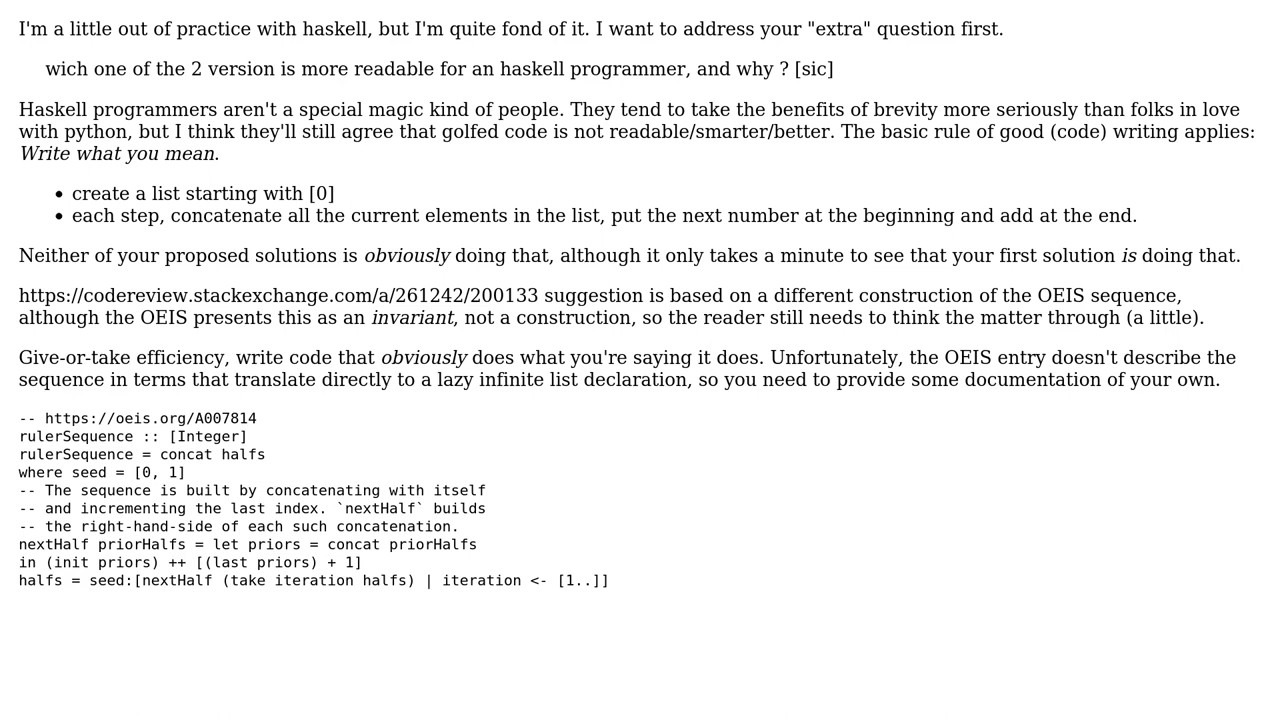 I'm a little out of practice with haskell, but I'm quite fond of it. I want to address your "extra" question first.
wich one of the 2 version is more readable for an haskell programmer, and why ? [sic]
Haskell programmers aren't a special magic kind of people. They tend to take the benefits of brevity more seriously than folks in love
with python, but I think they'll still agree that golfed code is not readable/smarter/better. The basic rule of good (code) writing applies:
Write what you mean.
• create a list starting with [0]
• each step, concatenate all the current elements in the list, put the next number at the beginning and add at the end.
Neither of your proposed solutions is obviously doing that, although it only takes a minute to see that your first solution is doing that.
https://codereview.stackexchange.com/a/261242/200133 suggestion is based on a different construction of the OEIS sequence,
although the OEIS presents this as an invariant, not a construction, so the reader still needs to think the matter through (a little).
Give-or-take efficiency, write code that obviously does what you're saying it does. Unfortunately, the OEIS entry doesn't describe the
sequence in terms that translate directly to a lazy infinite list declaration, so you need to provide some documentation of your own.
-- https://oeis.org/A007814
rulerSequence :: [Integer]
rulerSequence = concat halfs
where seed = [0, 1]
-- The sequence is built by concatenating with itself
-- and incrementing the last index. `nextHalf` builds
-- the right-hand-side of each such concatenation.
nextHalf priorHalfs = let priors = concat priorHalfs
in (init priors) ++ [(last priors) + 1]
halfs = seed:[nextHalf (take iteration halfs) | iteration <- [1..]]